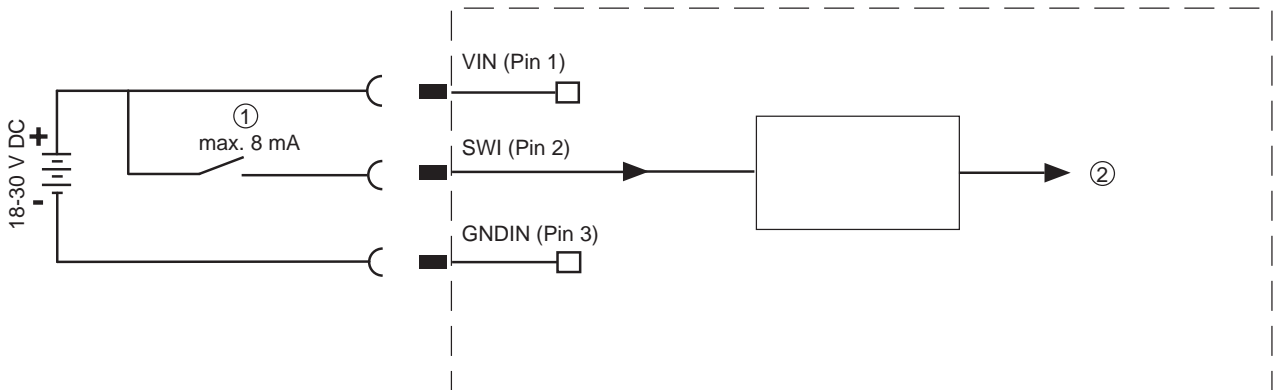 VIN (Pin 1)
①
max. 8 mA
SWI (Pin 2)
18-30 V DC
+
-
②
GNDIN (Pin 3)